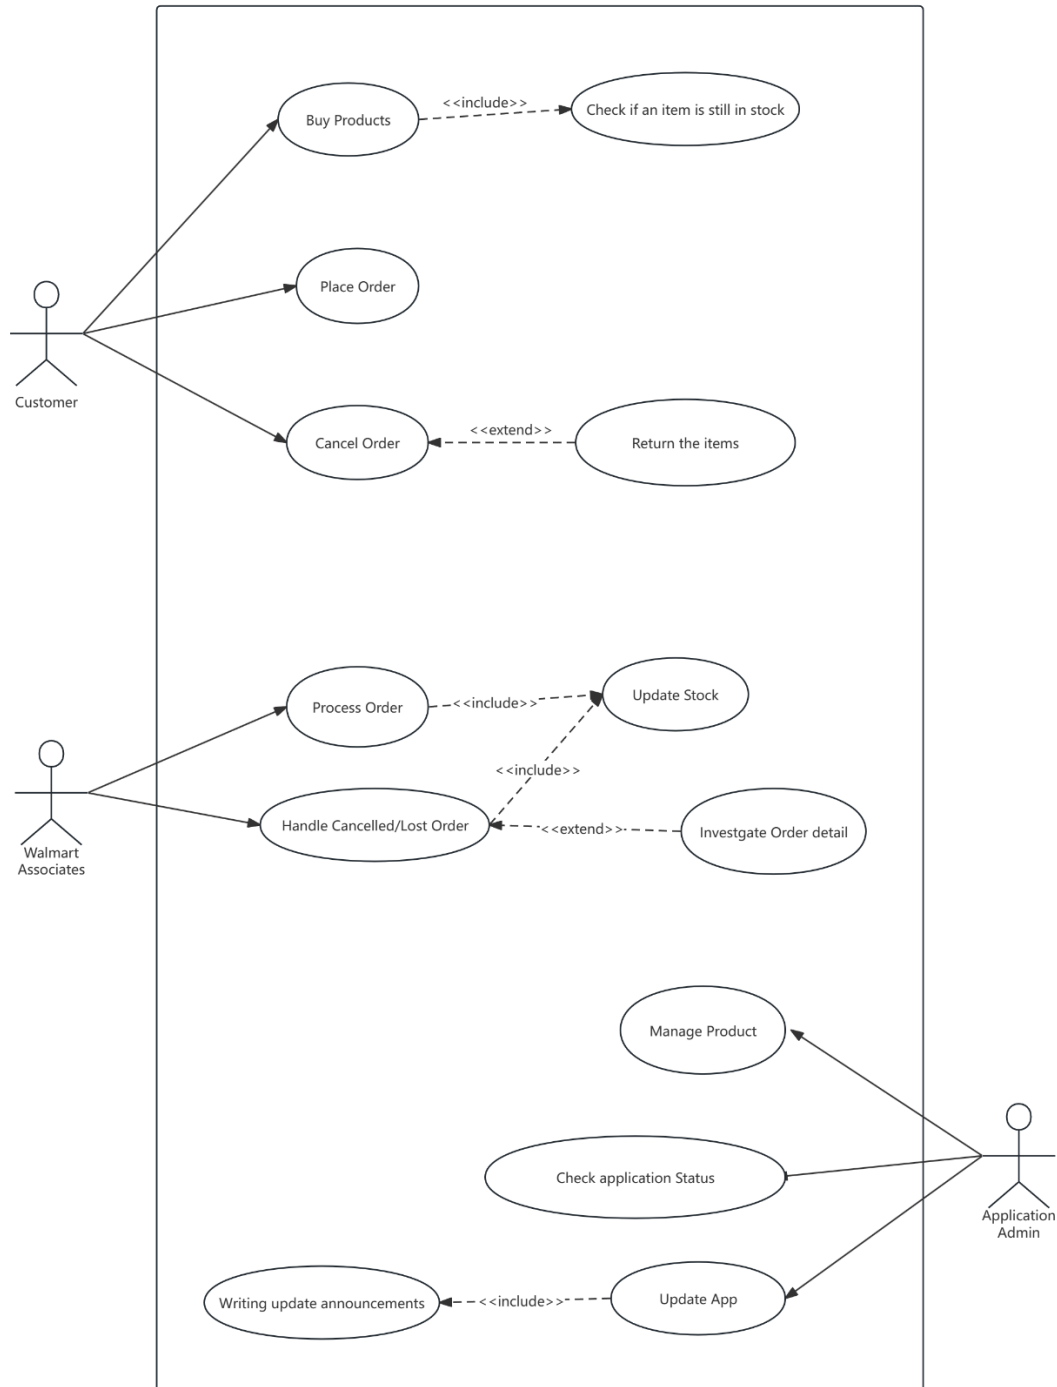 <<include>>
Buy Products
Check if an item is still in stock
Place Order
Customer
Cancel Order
<<extend>>
Return the items
Process Order
<<include>>
Update Stock
<<include>>
Walmart
Associates
Handle Cancelled/Lost Order
<<extend>>
Investgate Order detail
Manage Product
Check application Status
Application
Admin
Writing update announcements
<<include>>
Update App